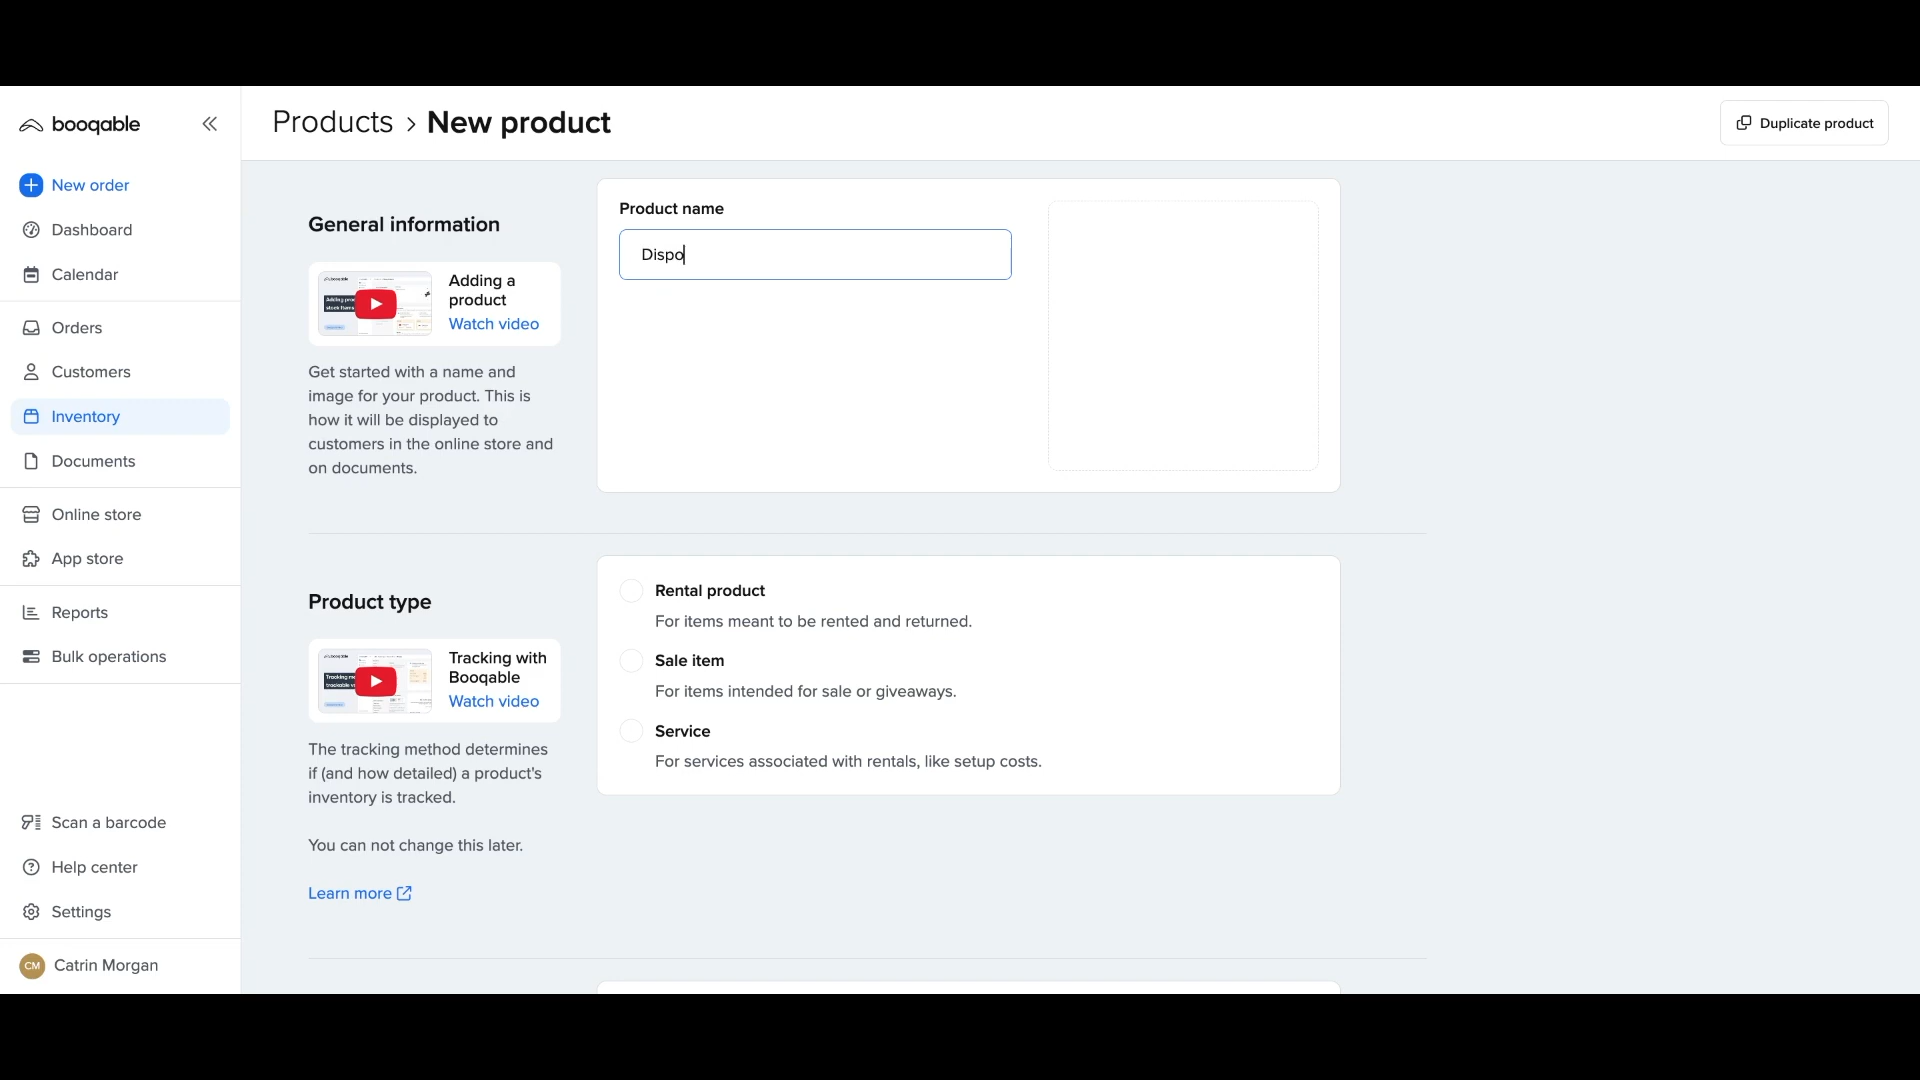 booqable
Products › New product
Duplicate product
New order
Dashboard
Calendar
Orders
Customers
Inventory
Documents
Online store
App store
Reports
Bulk operations
Scan a barcode
Help center
Settings
CM Catrin Morgan
General information
Adding a
product
Watch video
Get started with a name and
image for your product. This is
how it will be displayed to
customers in the online store and
on documents.
Product name
Dispo
Product type
Tracking with
Booqable
Watch video
The tracking method determines
if (and how detailed) a product's
inventory is tracked.
You can not change this later.
Learn more
Rental product
For items meant to be rented and returned.
Sale item
For items intended for sale or giveaways.
Service
For services associated with rentals, like setup costs.